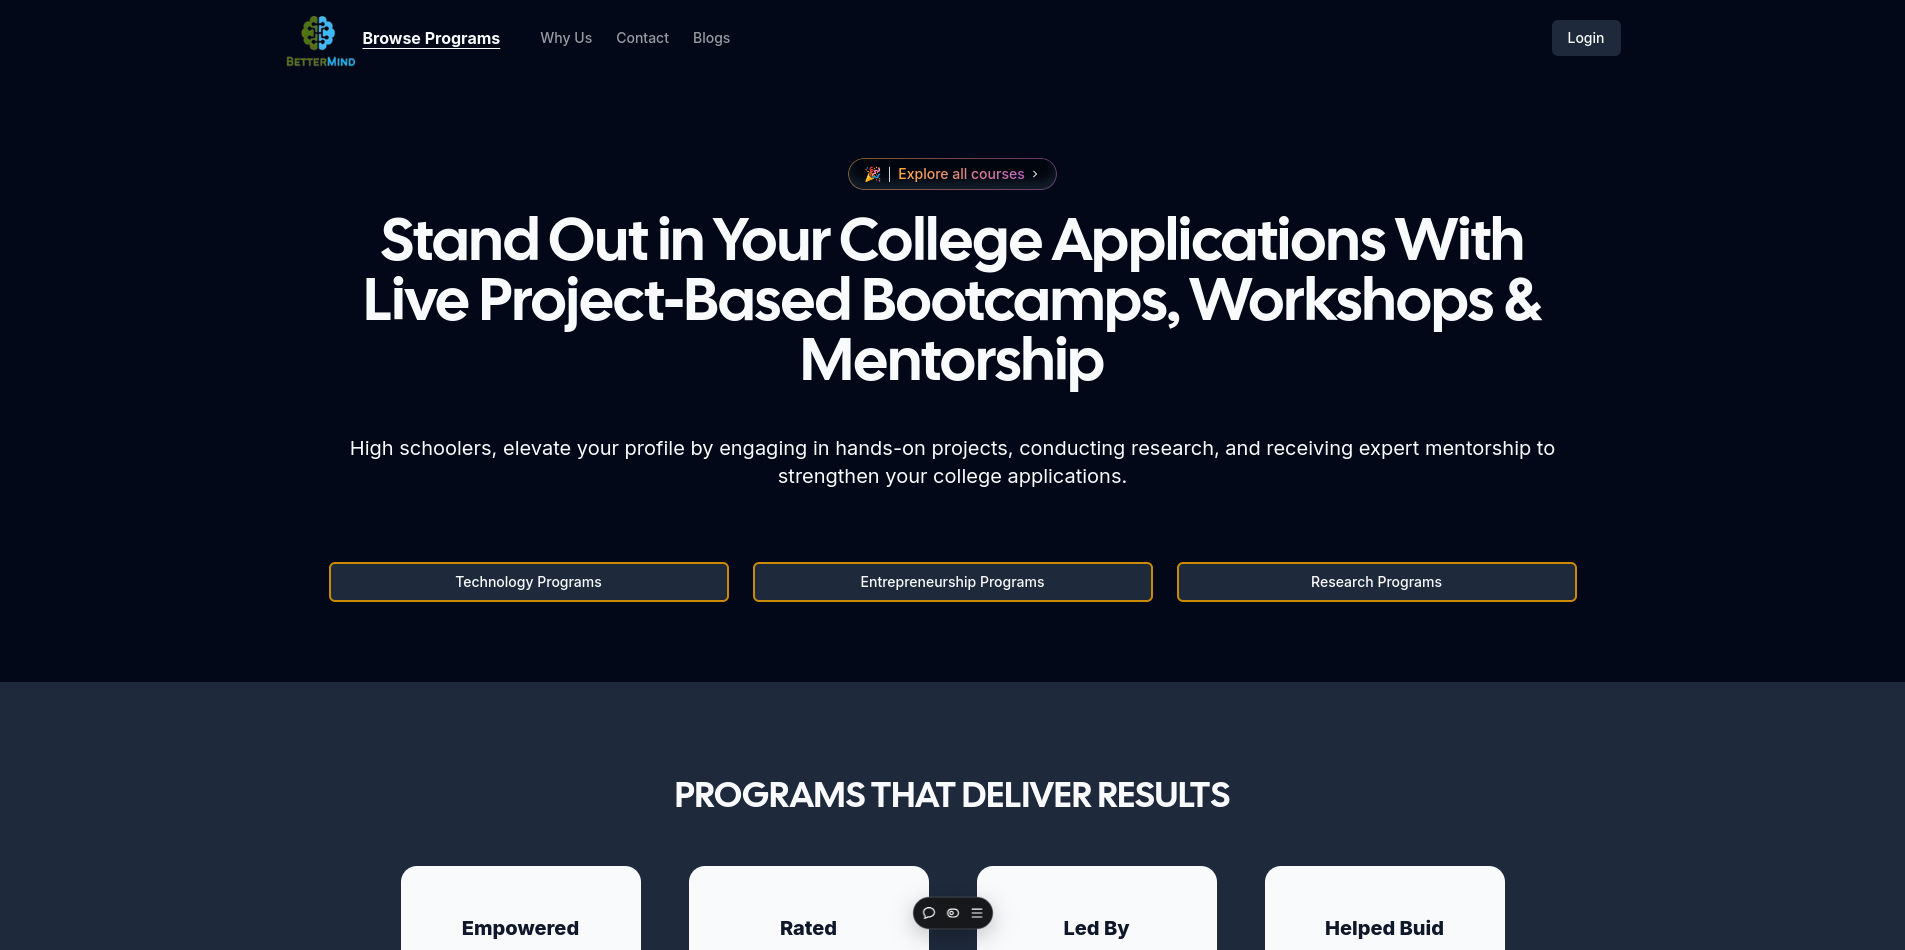 BETTERMIND
Browse Programs
Why Us
Contact
Blogs
Login
🎉 | Explore all courses ›
Stand Out in Your College Applications With
Live Project-Based Bootcamps, Workshops &
Mentorship
High schoolers, elevate your profile by engaging in hands-on projects, conducting research, and receiving expert mentorship to
strengthen your college applications.
Technology Programs
Entrepreneurship Programs
Research Programs
PROGRAMS THAT DELIVER RESULTS
Empowered
Rated
Led By
Helped Buid